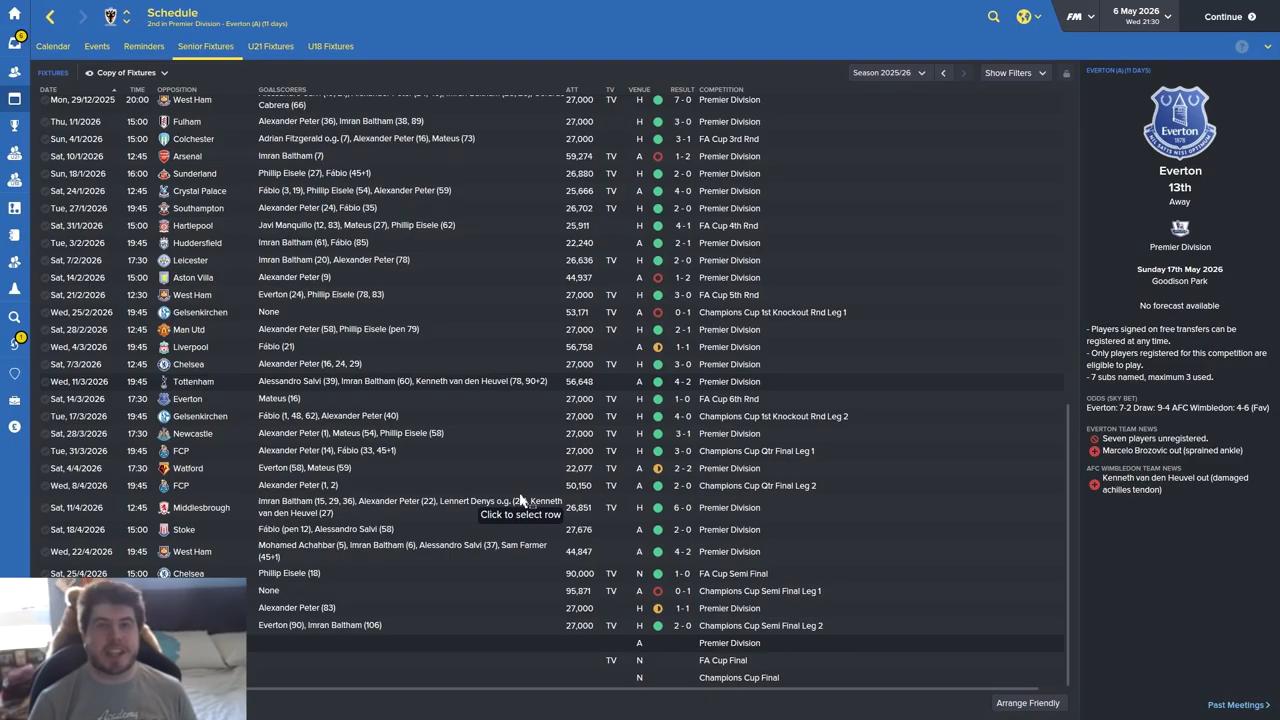 Schedule
2nd in Premier Division - Everton (A) (11 days)
FM
6 May 2026
Wed 21:30
Continue
6
Calendar Events Reminders Senior Fixtures U21 Fixtures U18 Fixtures
FIXTURES Copy of Fixtures Season 2025/26 Show Filters
DATE TIME OPPOSITION GOALSCORERS ATT TV VENUE RESULT COMPETITION
Mon, 29/12/2025 20:00 West Ham 27,000 TV H 7 - 0 Premier Division
Cabrera (66)
Thu, 1/1/2026 15:00 Fulham Alexander Peter (36), Imran Baltham (38, 89) 27,000 H 3 - 0 Premier Division
Sun, 4/1/2026 15:00 Colchester Adrian Fitzgerald o.g. (7), Alexander Peter (16), Mateus (73) 27,000 H 3 - 1 FA Cup 3rd Rnd
Sat, 10/1/2026 12:45 Arsenal Imran Baltham (7) 59,274 TV A 1 - 2 Premier Division
Sun, 18/1/2026 16:00 Sunderland Phillip Eisele (27), Fábio (45+1) 26,880 TV H 2 - 0 Premier Division
Sat, 24/1/2026 12:45 Crystal Palace Fábio (3, 19), Phillip Eisele (54), Alexander Peter (59) 25,666 TV A 4 - 0 Premier Division
Tue, 27/1/2026 19:45 Southampton Alexander Peter (24), Fábio (35) 26,702 TV H 2 - 0 Premier Division
Sat, 31/1/2026 15:00 Hartlepool Javi Manquillo (12, 83), Mateus (27), Phillip Eisele (62) 25,911 H 4 - 1 FA Cup 4th Rnd
Tue, 3/2/2026 19:45 Huddersfield Imran Baltham (61), Fábio (85) 22,240 A 2 - 1 Premier Division
Sat, 7/2/2026 17:30 Leicester Imran Baltham (20), Alexander Peter (78) 26,636 TV H 2 - 0 Premier Division
Sat, 14/2/2026 15:00 Aston Villa Alexander Peter (9) 44,937 A 1 - 2 Premier Division
Sat, 21/2/2026 12:30 West Ham Everton (24), Phillip Eisele (78, 83) 27,000 TV H 3 - 0 FA Cup 5th Rnd
Wed, 25/2/2026 19:45 Gelsenkirchen None 53,171 TV A 0 - 1 Champions Cup 1st Knockout Rnd Leg 1
Sat, 28/2/2026 12:45 Man Utd Alexander Peter (58), Phillip Eisele (pen 79) 27,000 TV H 2 - 1 Premier Division
Wed, 4/3/2026 19:45 Liverpool Fábio (21) 56,758 A 1 - 1 Premier Division
Sat, 7/3/2026 12:45 Chelsea Alexander Peter (16, 24, 29) 27,000 TV H 3 - 0 Premier Division
Wed, 11/3/2026 19:45 Tottenham Alessandro Salvi (39), Imran Baltham (60), Kenneth van den Heuvel (78, 90+2) 56,648 TV A 4 - 2 Premier Division
Sat, 14/3/2026 17:30 Everton Mateus (16) 27,000 TV H 1 - 0 FA Cup 6th Rnd
Tue, 17/3/2026 19:45 Gelsenkirchen Fábio (1, 48, 62), Alexander Peter (40) 27,000 TV H 4 - 0 Champions Cup 1st Knockout Rnd Leg 2
Sat, 28/3/2026 17:30 Newcastle Alexander Peter (1), Mateus (54), Phillip Eisele (58) 27,000 TV H 3 - 1 Premier Division
Tue, 31/3/2026 19:45 FCP Alexander Peter (14), Fábio (33, 45+1) 27,000 TV H 3 - 0 Champions Cup Qtr Final Leg 1
Sat, 4/4/2026 17:30 Watford Everton (58), Mateus (59) 22,077 TV A 2 - 2 Premier Division
Wed, 8/4/2026 19:45 FCP Alexander Peter (1, 2) 50,150 TV A 2 - 0 Champions Cup Qtr Final Leg 2
Sat, 11/4/2026 12:45 Middlesbrough Imran Baltham (15, 29, 36), Alexander Peter (22), Lennert Denys o.g. Kenneth 26,851 TV H 6 - 0 Premier Division
van den Heuvel (27)
Click to select row
Sat, 18/4/2026 15:00 Stoke Fábio (pen 12), Alessandro Salvi (58) 27,676 A 2 - 0 Premier Division
Wed, 22/4/2026 19:45 West Ham Mohamed Achahbar (5), Imran Baltham (6), Alessandro Salvi (37), Sam Farmer 44,847 A 4 - 2 Premier Division
(45+1)
Sat, 25/4/2026 15:00 Chelsea Phillip Eisele (18) 90,000 TV N 1 - 0 FA Cup Semi Final
None 95,871 TV A 0 - 1 Champions Cup Semi Final Leg 1
Alexander Peter (83) 27,000 H 1 - 1 Premier Division
Everton (90), Imran Baltham (106) 27,000 TV H 2 - 0 Champions Cup Semi Final Leg 2
A Premier Division
TV N FA Cup Final
N Champions Cup Final
Arrange Friendly
EVERTON (A) (11 DAYS)
Everton
1878
NIL SATIS NISI OPTIMUM
Everton
13th
Away
Premier Division
Sunday 17th May 2026
Goodison Park
No forecast available
- Players signed on free transfers can be
registered at any time.
- Only players registered for this competition are
eligible to play.
- 7 subs named, maximum 3 used.
ODDS (SKY BET)
Everton: 7-2 Draw: 9-4 AFC Wimbledon: 4-6 (Fav)
EVERTON TEAM NEWS
Seven players unregistered.
Marcelo Brozovic out (sprained ankle)
AFC WIMBLEDON TEAM NEWS
Kenneth van den Heuvel out (damaged
achilles tendon)
Past Meetings
1